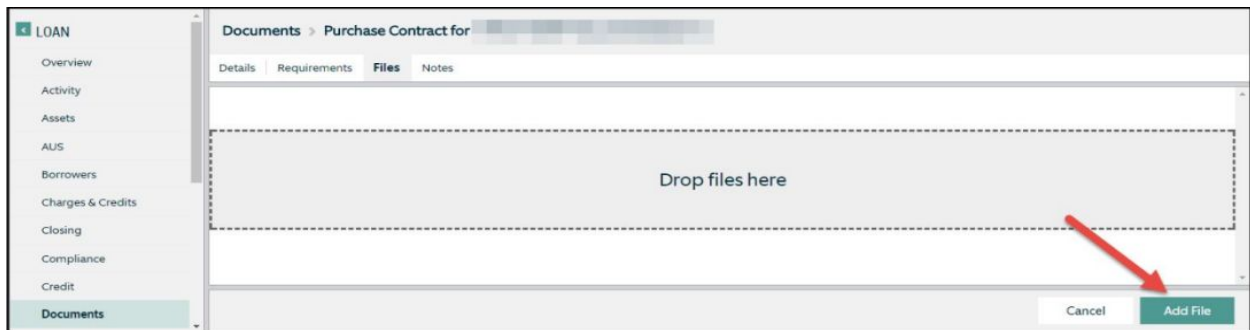 LOAN
Overview
Activity
Assets
AUS
Borrowers
Charges & Credits
Closing
Compliance
Credit
Documents
Documents > Purchase Contract for
Details Requirements Files Notes
Drop files here
Cancel Add File